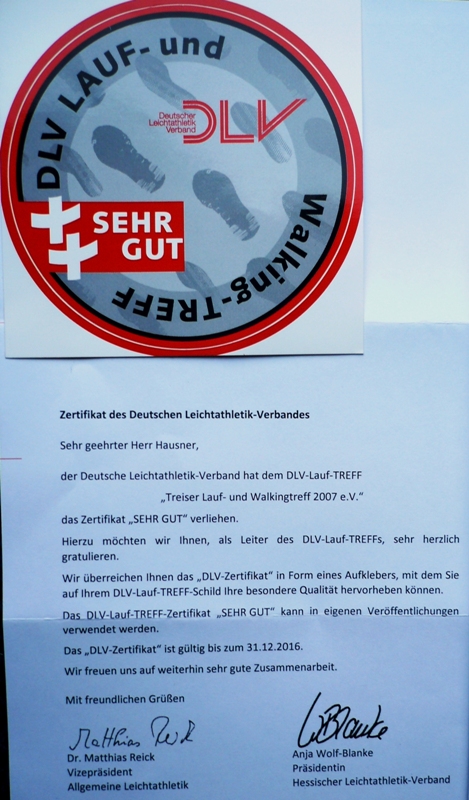 DLV LAUF- und
Deutscher
Leichtathletik
Verband
DLV
SEHR
GUT
Walking-TREFF
Zertifikat des Deutschen Leichtathletik-Verbandes
Sehr geehrter Herr Hausner,
der Deutsche Leichtathletik-Verband hat dem DLV-Lauf-TREFF
„Treiser Lauf- und Walkingtreff 2007 e.V.“
das Zertifikat „SEHR GUT“ verliehen.
Hierzu möchten wir Ihnen, als Leiter des DLV-Lauf-TREFFs, sehr herzlich
gratulieren.
Wir überreichen Ihnen das „DLV-Zertifikat“ in Form eines Aufklebers, mit dem Sie
auf Ihrem DLV-Lauf-TREFF-Schild Ihre besondere Qualität hervorheben können.
Das DLV-Lauf-TREFF-Zertifikat „SEHR GUT“ kann in eigenen Veröffentlichungen
verwendet werden.
Das „DLV-Zertifikat“ ist gültig bis zum 31.12.2016.
Wir freuen uns auf weiterhin sehr gute Zusammenarbeit.
Mit freundlichen Grüßen
Matthias Reick
Dr. Matthias Reick
Vizepräsident
Allgemeine Leichtathletik
WBlanke
Anja Wolf-Blanke
Präsidentin
Hessischer Leichtathletik-Verband